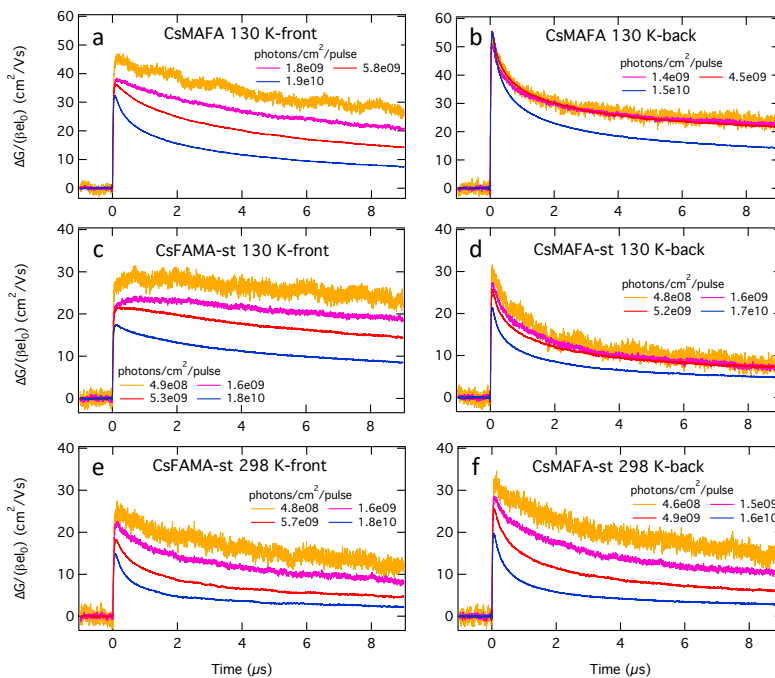 a CsMAFA 130 K-front
photons/cm²/pulse
1.8e09 5.8e09
1.9e10
ΔG/(βeI₀) (cm²/Vs)
60
50
40
30
20
10
0
0 2 4 6 8
b CsMAFA 130 K-back
photons/cm²/pulse
1.4e09 4.5e09
1.5e10
60
50
40
30
20
10
0
0 2 4 6 8
c CsFAMA-st 130 K-front
photons/cm²/pulse
4.9e08 1.6e09
5.3e09 1.8e10
ΔG/(βeI₀) (cm²/Vs)
40
30
20
10
0
0 2 4 6 8
d CsMAFA-st 130 K-back
photons/cm²/pulse
4.8e08 1.6e09
5.2e09 1.7e10
40
30
20
10
0
0 2 4 6 8
e CsFAMA-st 298 K-front
photons/cm²/pulse
4.8e08 1.6e09
5.7e09 1.8e10
ΔG/(βeI₀) (cm²/Vs)
40
30
20
10
0
0 2 4 6 8
Time (µs)
f CsMAFA-st 298 K-back
photons/cm²/pulse
4.6e08 1.5e09
4.9e09 1.6e10
40
30
20
10
0
0 2 4 6 8
Time (µs)